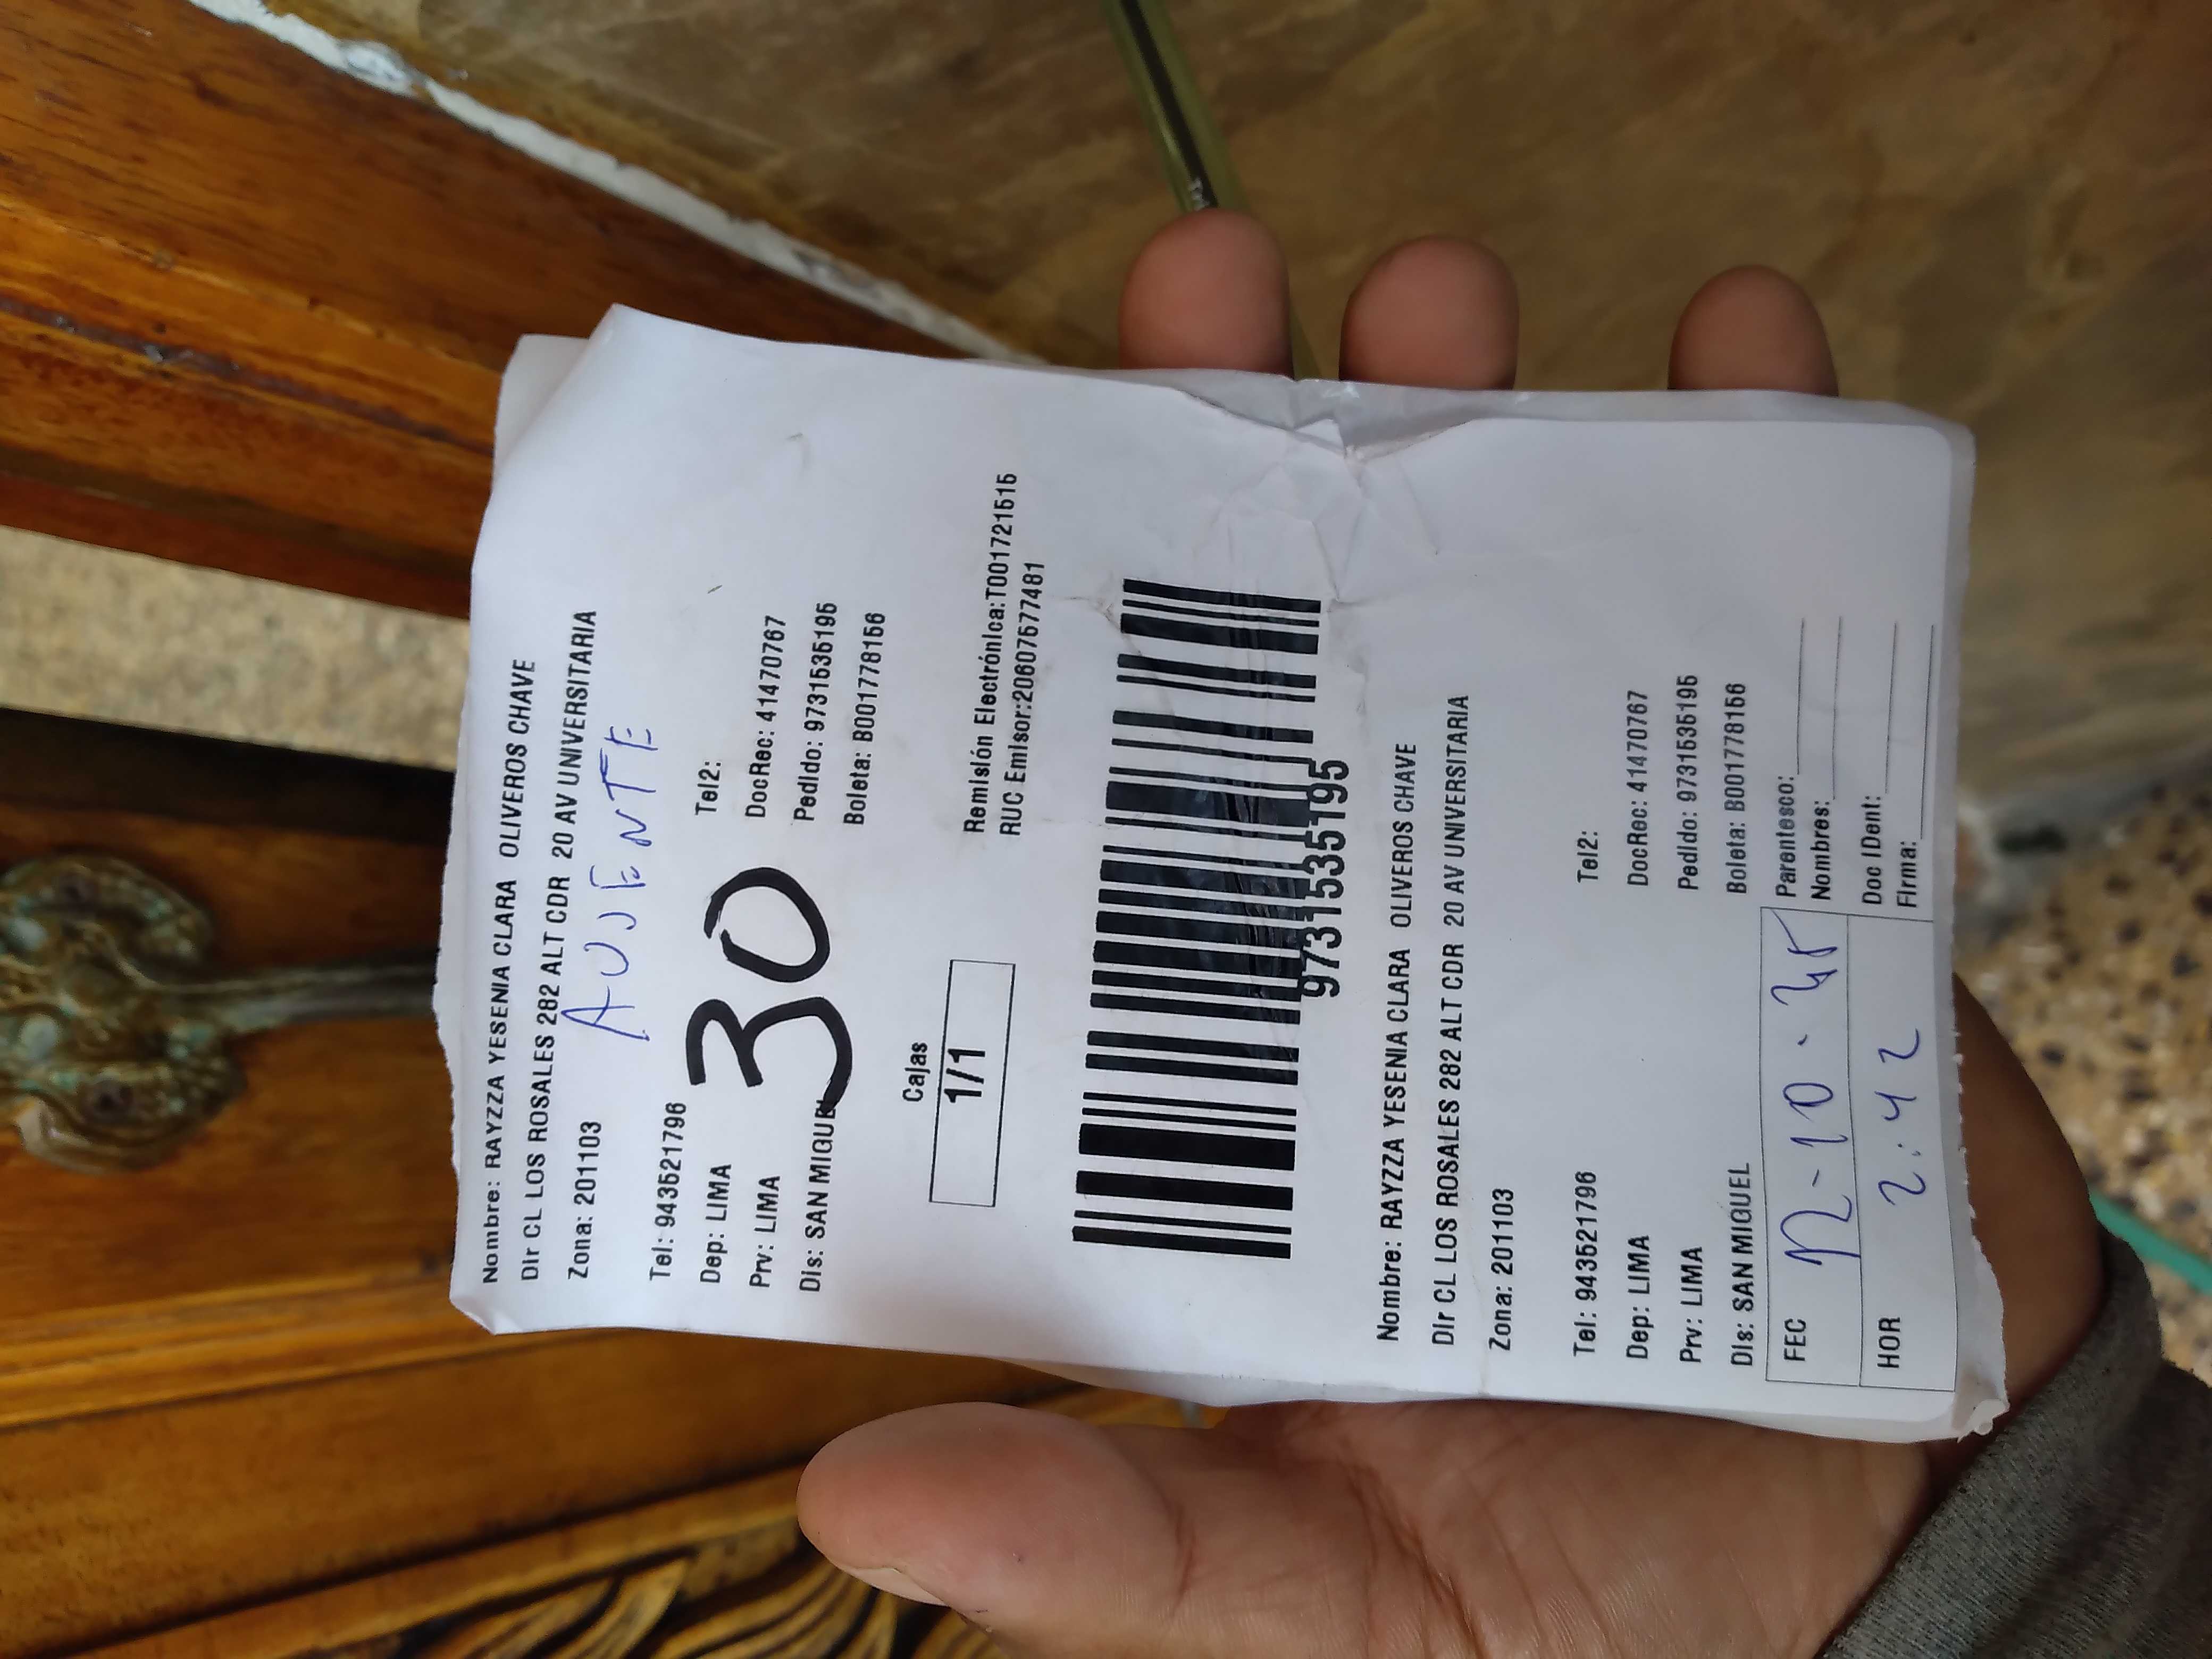 Nombre: RAYZZA YESENIA CLARA OLIVEROS CHAVE
Dir CL LOS ROSALES 282 ALT CDR 20 AV UNIVERSITARIA
Zona: 201103
AUSENTE
Tel: 943521796 Tel2:
Dep: LIMA DocRec: 41470767
Prv: LIMA Pedido: 9731535195
Dis: SAN MIGUEL Boleta: B001778156
30
Cajas
1/1
Remisión Electrónica:T001721515
RUC Emisor:20607577481
9731535195
Nombre: RAYZZA YESENIA CLARA OLIVEROS CHAVE
Dir CL LOS ROSALES 282 ALT CDR 20 AV UNIVERSITARIA
Zona: 201103
Tel: 943521796 Tel2:
Dep: LIMA DocRec: 41470767
Prv: LIMA Pedido: 9731535195
Dis: SAN MIGUEL Boleta: B001778156
FEC
Parentesco:
Nombres:
HOR 2:42
Doc IDent:
Firma: